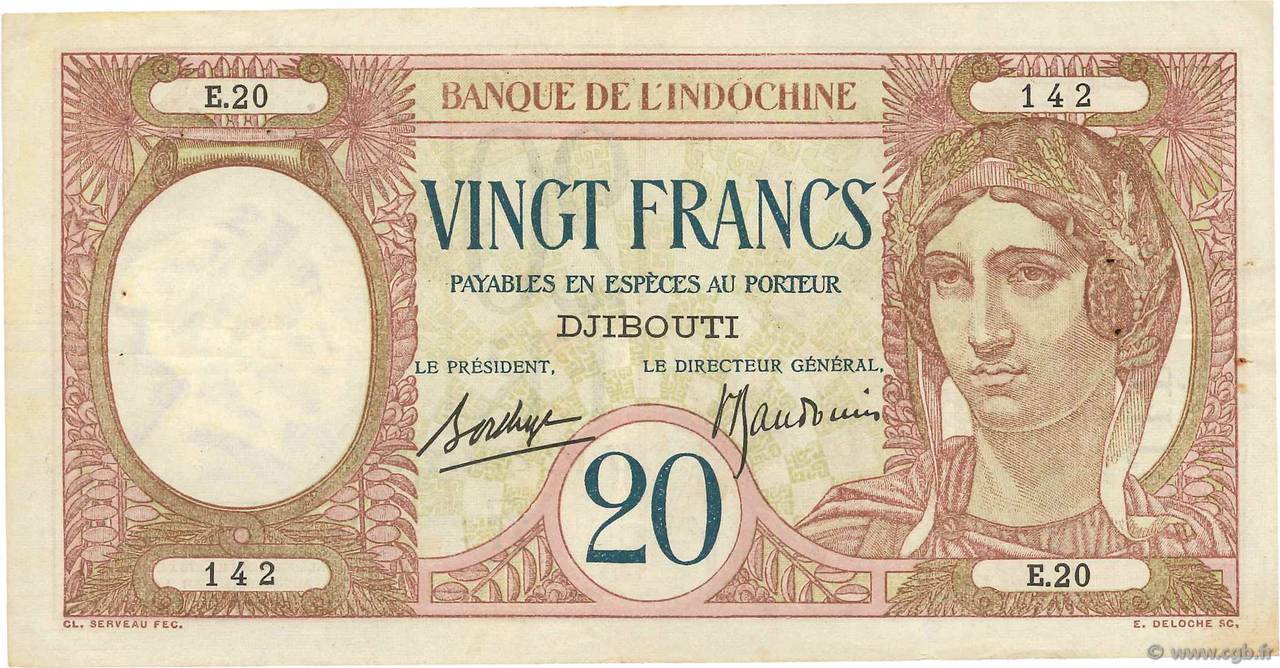 E.20
BANQUE DE L'INDOCHINE
142
VINGT FRANCS
PAYABLES EN ESPÈCES AU PORTEUR
DJIBOUTI
LE PRÉSIDENT, LE DIRECTEUR GÉNÉRAL,
20
142
E.20
CL. SERVEAU FEC.
E. DELOCHE SC,
© www.cgb.fr